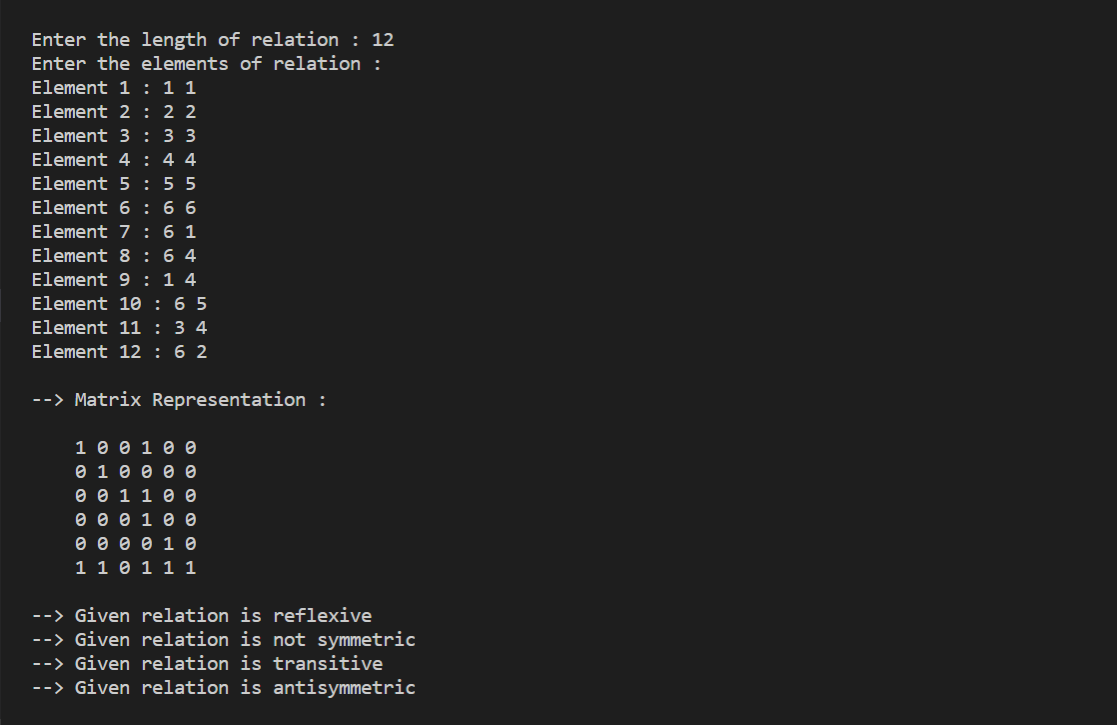 Enter the length of relation : 12
Enter the elements of relation :
Element 1 : 1 1
Element 2 : 2 2
Element 3 : 3 3
Element 4 : 4 4
Element 5 : 5 5
Element 6 : 6 6
Element 7 : 6 1
Element 8 : 6 4
Element 9 : 1 4
Element 10 : 6 5
Element 11 : 3 4
Element 12 : 6 2
--> Matrix Representation :
1 0 0 1 0 0
0 1 0 0 0 0
0 0 1 1 0 0
0 0 0 1 0 0
0 0 0 0 1 0
1 1 0 1 1 1
--> Given relation is reflexive
--> Given relation is not symmetric
--> Given relation is transitive
--> Given relation is antisymmetric